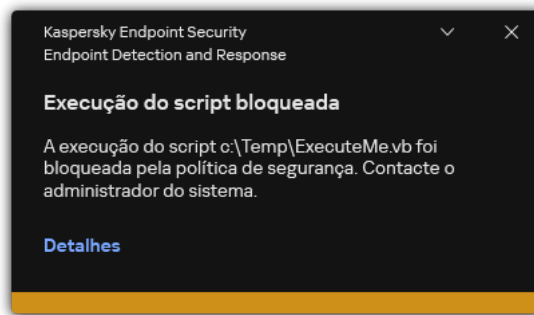 Kaspersky Endpoint Security
Endpoint Detection and Response
Execução do script bloqueada
A execução do script c:\Temp\ExecuteMe.vb foi
bloqueada pela política de segurança. Contacte o
administrador do sistema.
Detalhes